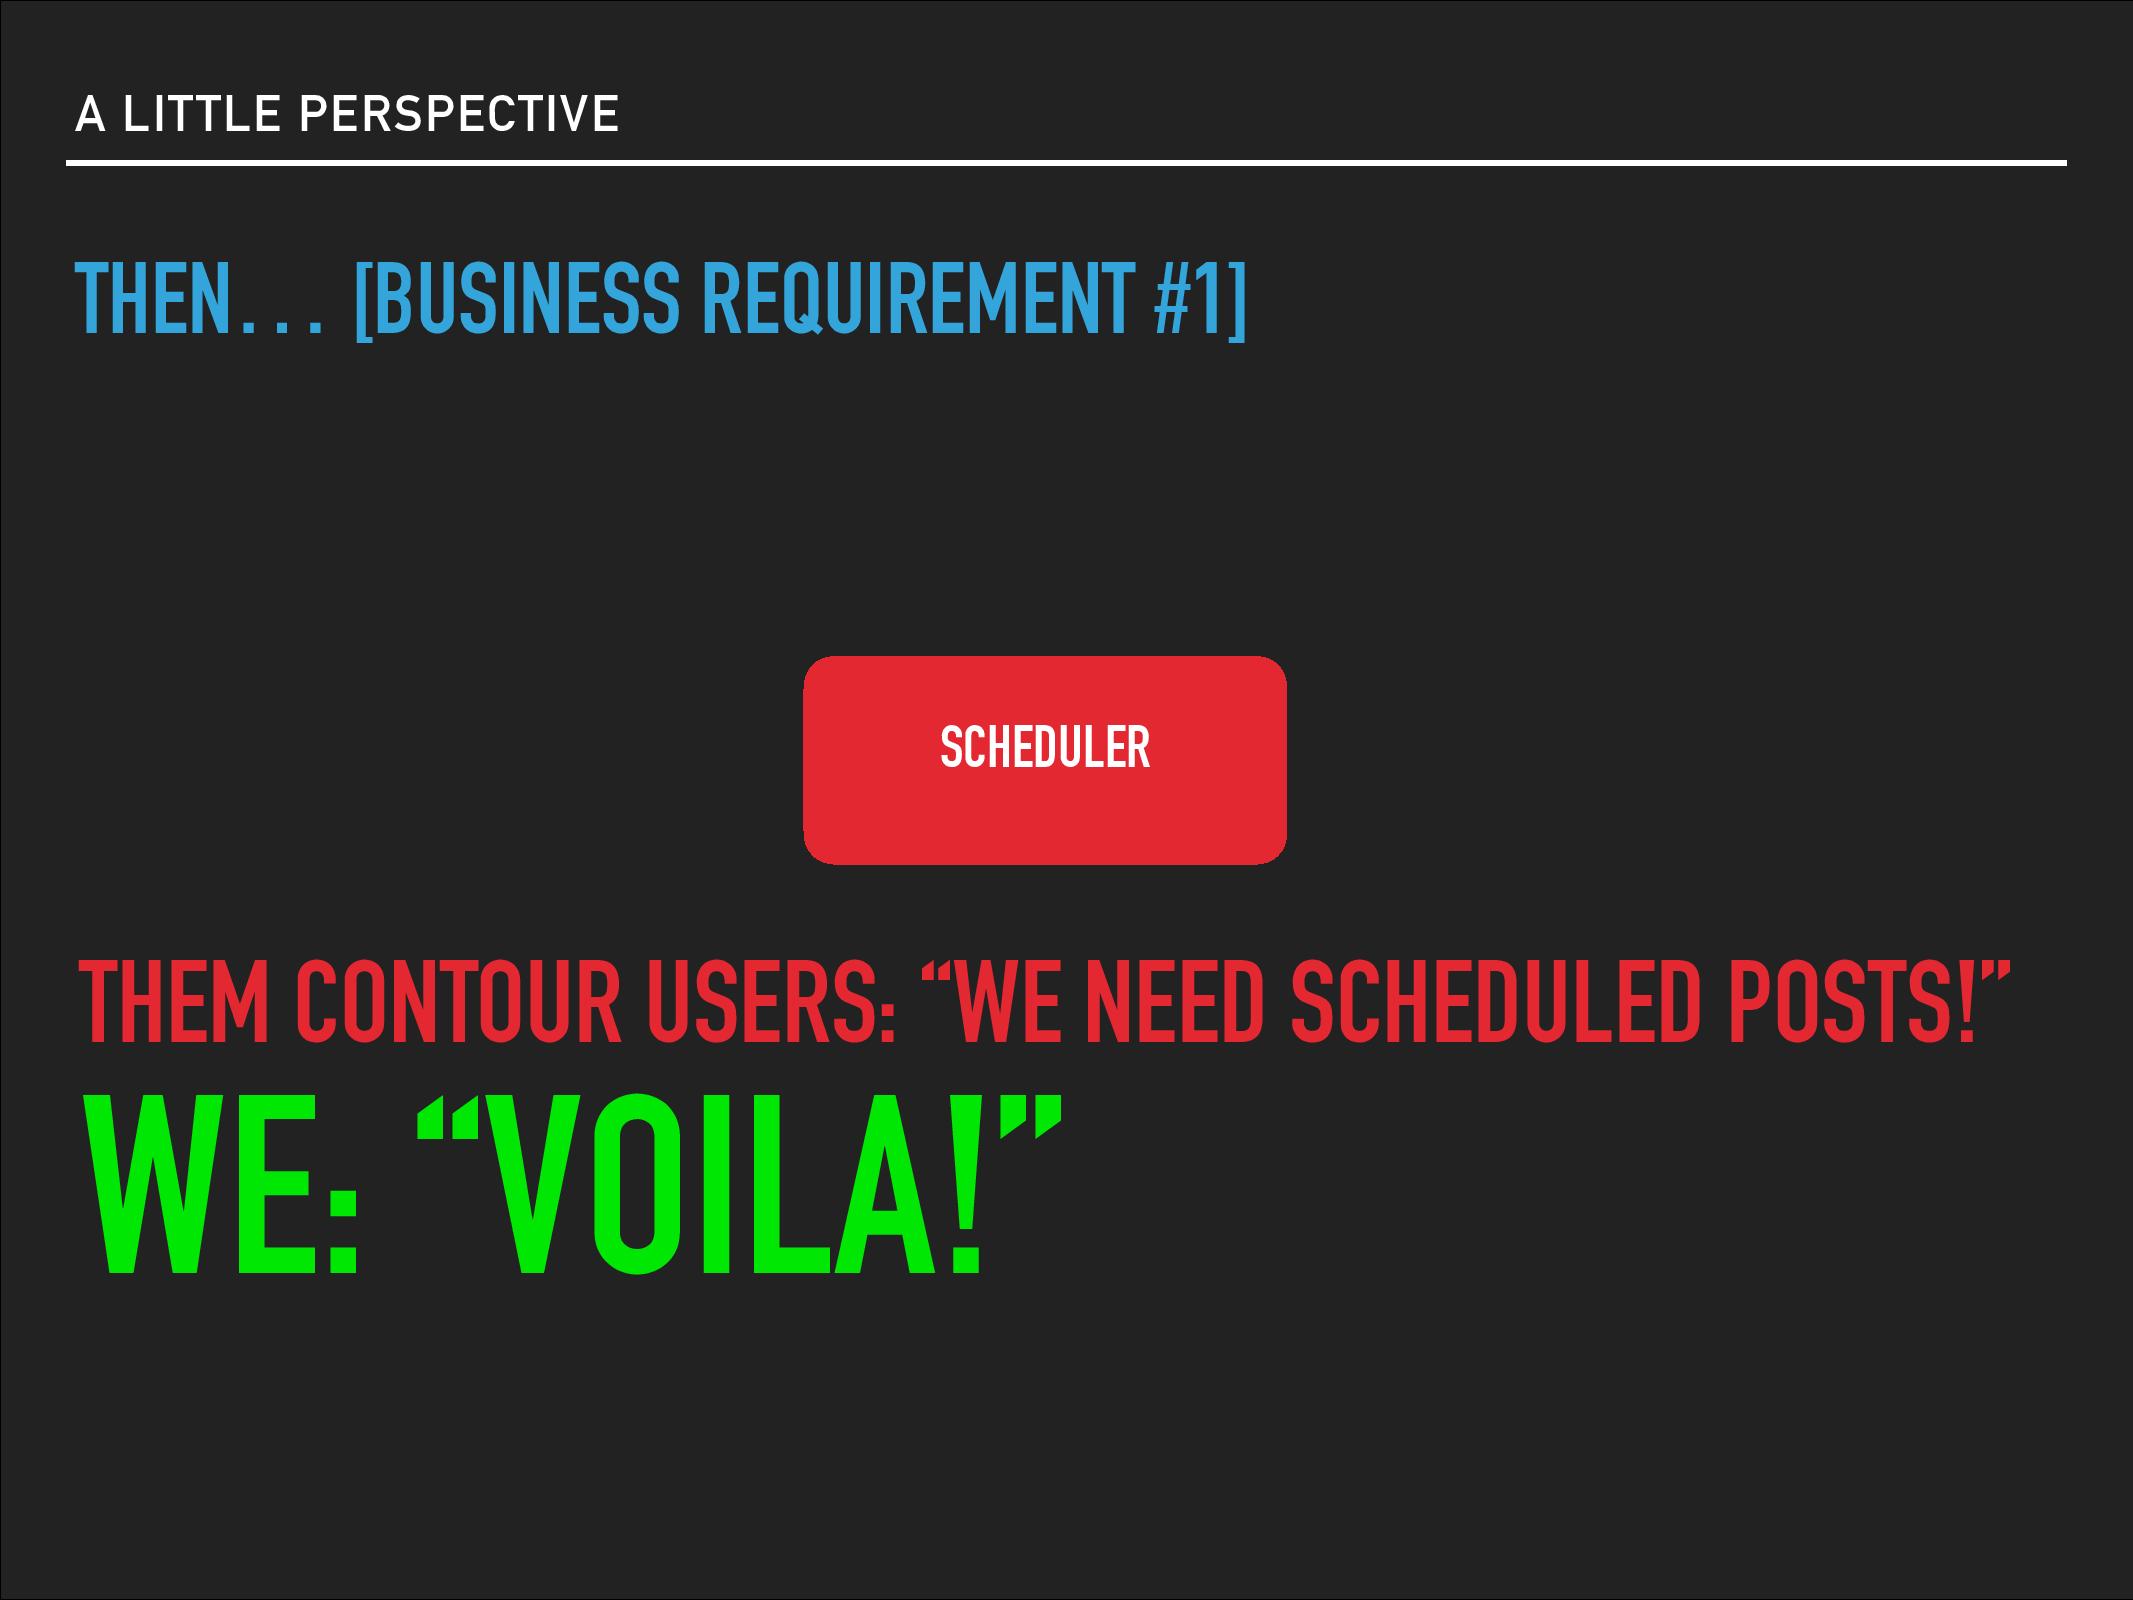 A LITTLE PERSPECTIVE
THEN... [BUSINESS REQUIREMENT #1]
SCHEDULER
THEM CONTOUR USERS: “WE NEED SCHEDULED POSTS!”
WE: “VOILA!”